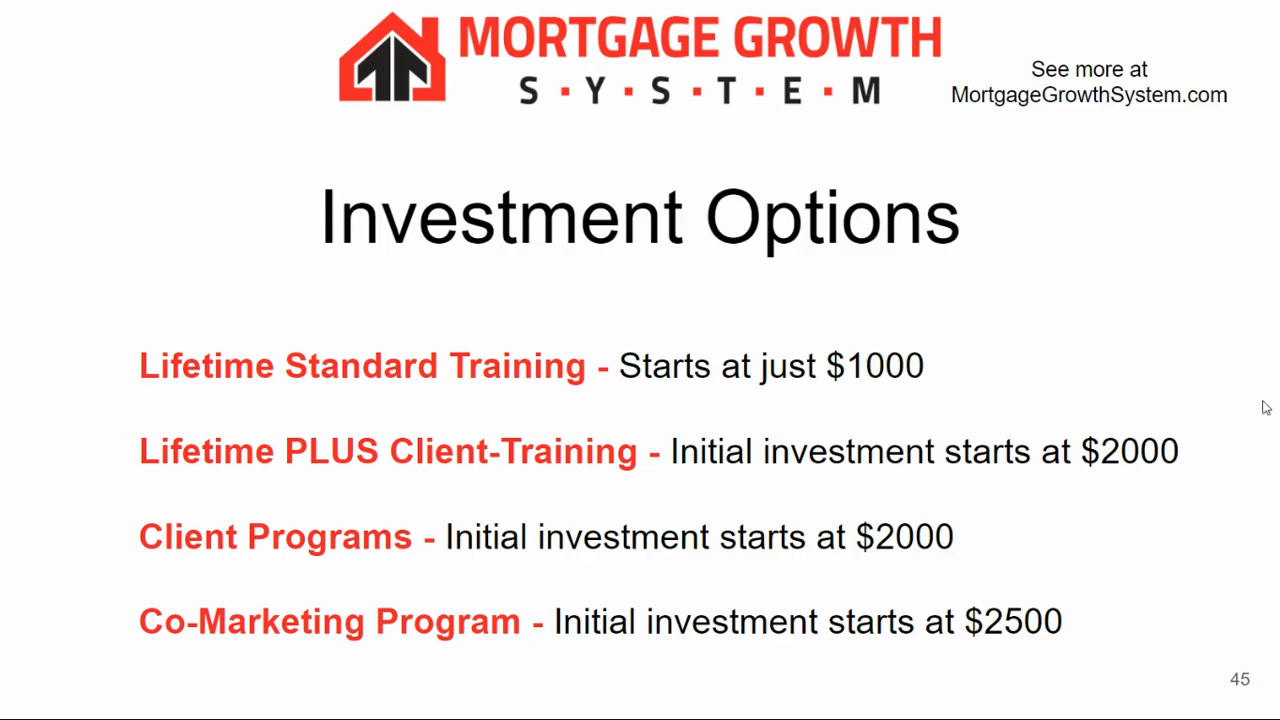 MORTGAGE GROWTH
S·Y·S·T·E·M
See more at
MortgageGrowthSystem.com
Investment Options
Lifetime Standard Training - Starts at just $1000
Lifetime PLUS Client-Training - Initial investment starts at $2000
Client Programs - Initial investment starts at $2000
Co-Marketing Program - Initial investment starts at $2500
45